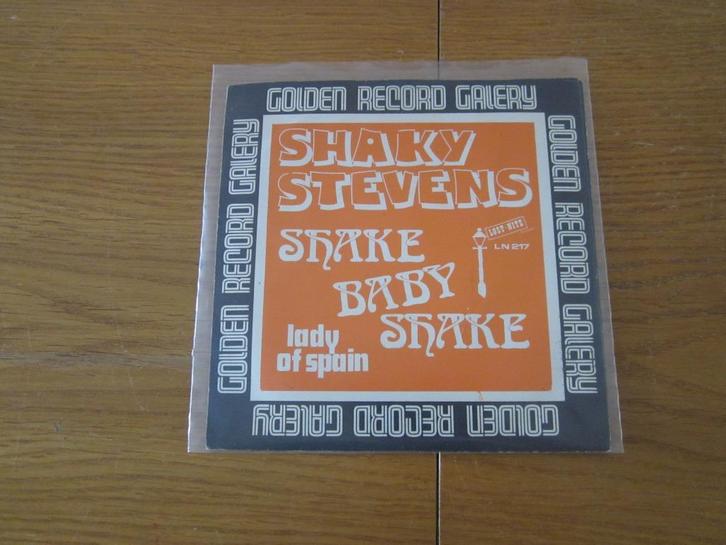 GOLDEN RECORD GALERY
GOLDEN RECORD GALERY
GOLDEN RECORD GALERY
SHAKY
STEVENS
LOST-NITE
LN 217
SHAKE
BABY
SHAKE
lady
of spain
GOLDEN RECORD GALERY